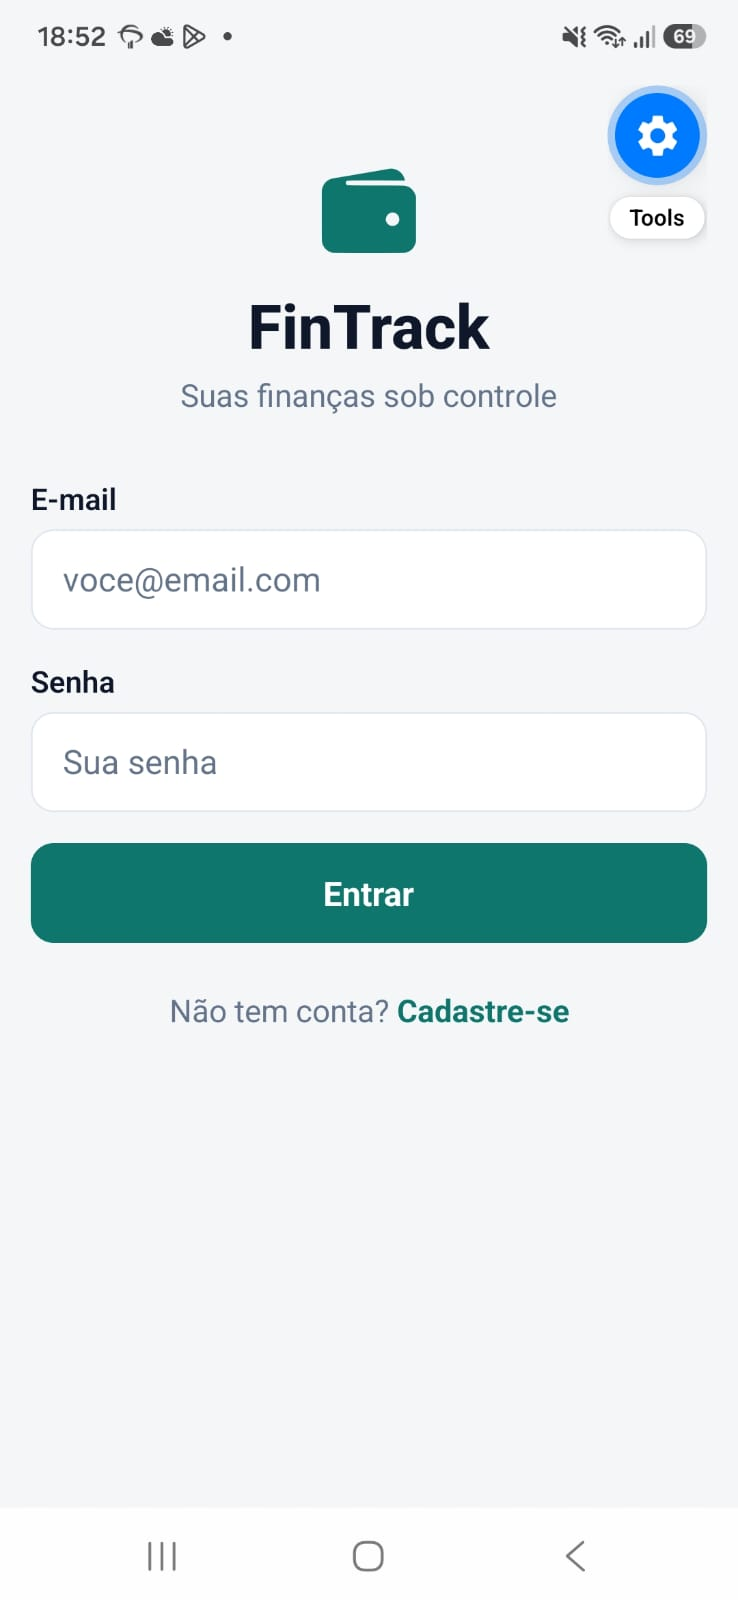 18:52
69
Tools
FinTrack
Suas finanças sob controle
E-mail
voce@email.com
Senha
Sua senha
Entrar
Não tem conta? Cadastre-se